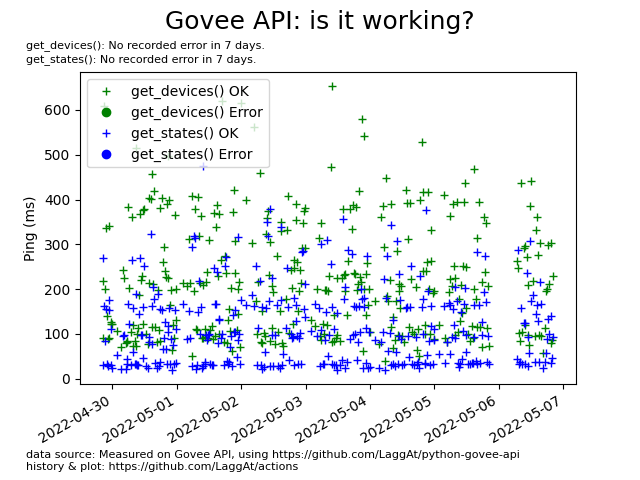 Govee API: is it working?
get_devices(): No recorded error in 7 days.
get_states(): No recorded error in 7 days.
get_devices() OK
get_devices() Error
get_states() OK
get_states() Error
Ping (ms)
600
500
400
300
200
100
0
2022-04-30
2022-05-01
2022-05-02
2022-05-03
2022-05-04
2022-05-05
2022-05-06
2022-05-07
data source: Measured on Govee API, using https://github.com/LaggAt/python-govee-api
history & plot: https://github.com/LaggAt/actions